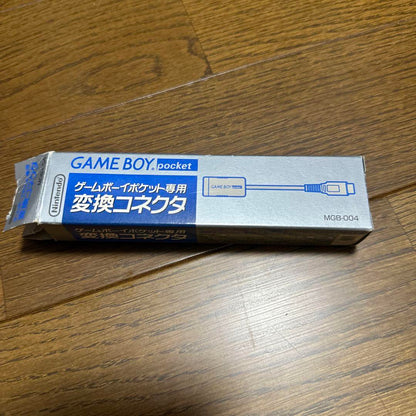 GAME BOY pocket
ゲームボーイポケット専用
変換コネクタ
Nintendo
MGB-004
ゲームボーイポケット専用
変換コネクタ